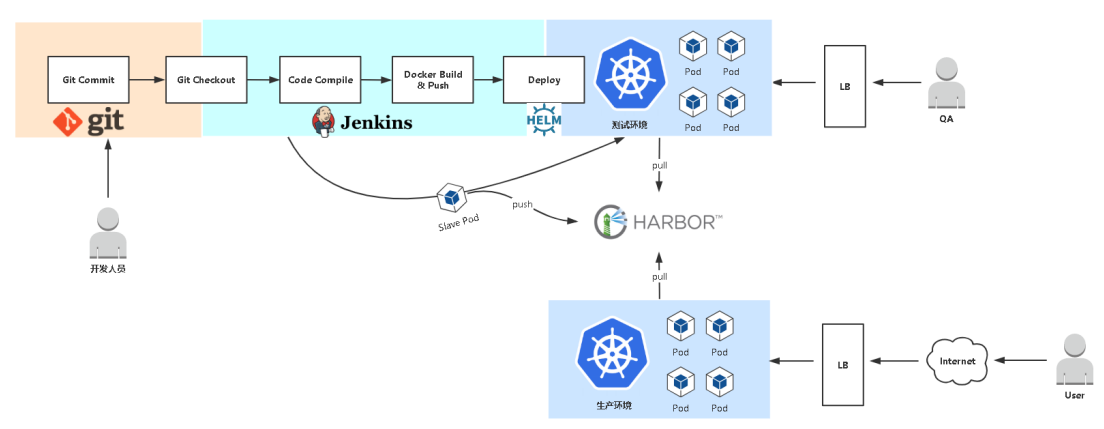 Git Commit
Git Checkout
Code Compile
Docker Build
& Push
Deploy
git
Jenkins
HELM
测试环境
Pod
Pod
Pod
Pod
LB
QA
开发人员
Slave Pod
push
pull
HARBOR™
pull
生产环境
Pod
Pod
Pod
Pod
LB
Internet
User